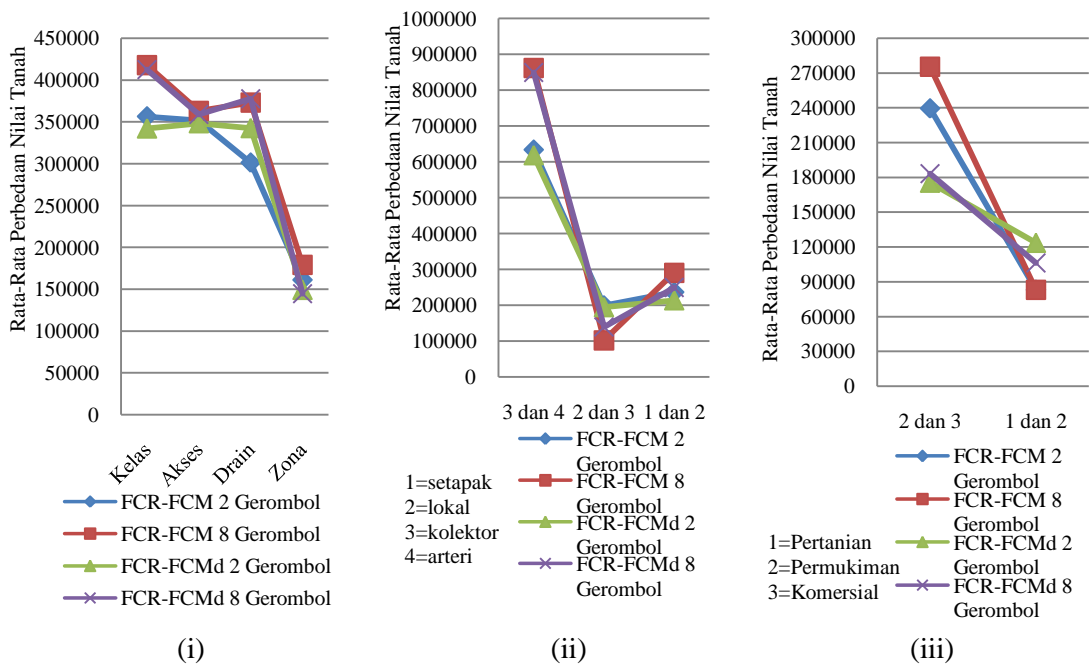 Rata-Rata Perbedaan Nilai Tanah
450000
400000
350000
300000
250000
200000
150000
100000
50000
0
Kelas
Akses
Drain
Zona
FCR-FCM 2 Gerombol
FCR-FCM 8 Gerombol
FCR-FCMd 2 Gerombol
FCR-FCMd 8 Gerombol
(i)
Rata-Rata Perbedaan Nilai Tanah
1000000
900000
800000
700000
600000
500000
400000
300000
200000
100000
0
3 dan 4
2 dan 3
1 dan 2
1=setapak
2=lokal
3=kolektor
4=arteri
FCR-FCM 2
Gerombol
FCR-FCM 8
Gerombol
FCR-FCMd 2
Gerombol
FCR-FCMd 8
Gerombol
(ii)
Rata-Rata Perbedaan Nilai Tanah
300000
270000
240000
210000
180000
150000
120000
90000
60000
30000
0
2 dan 3
1 dan 2
1=Pertanian
2=Permukiman
3=Komersial
FCR-FCM 2
Gerombol
FCR-FCM 8
Gerombol
FCR-FCMd 2
Gerombol
FCR-FCMd 8
Gerombol
(iii)